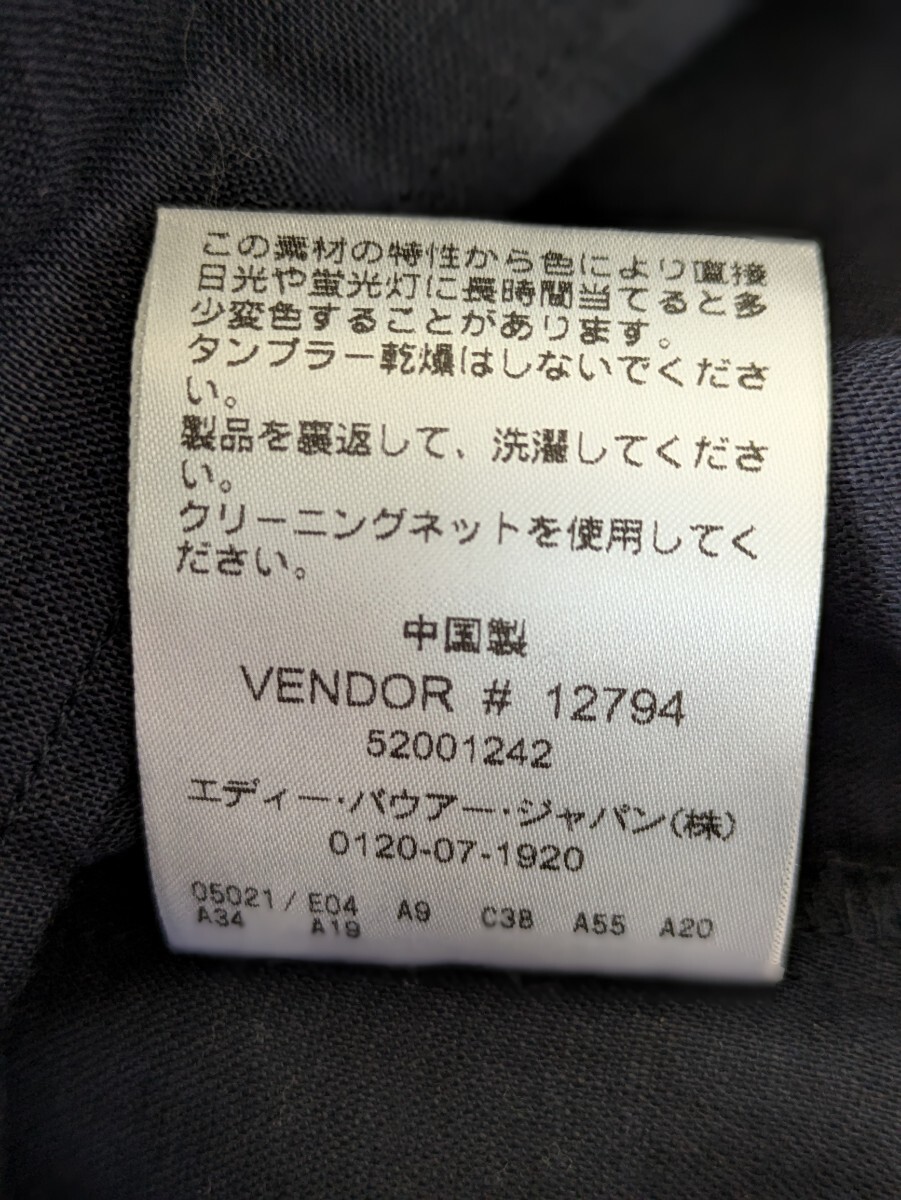 この素材の特性から色により直接
日光や蛍光灯に長時間当てると多
少変色することがあります。
タンブラー乾燥はしないでくださ
い。
製品を裏返して、洗濯してくださ
い。
クリーニングネットを使用してく
ださい。
中国製
VENDOR # 12794
52001242
エディー・バウアー・ジャパン(株)
0120-07-1920
05021 / E04 A9 C38 A55 A20
A34 A19